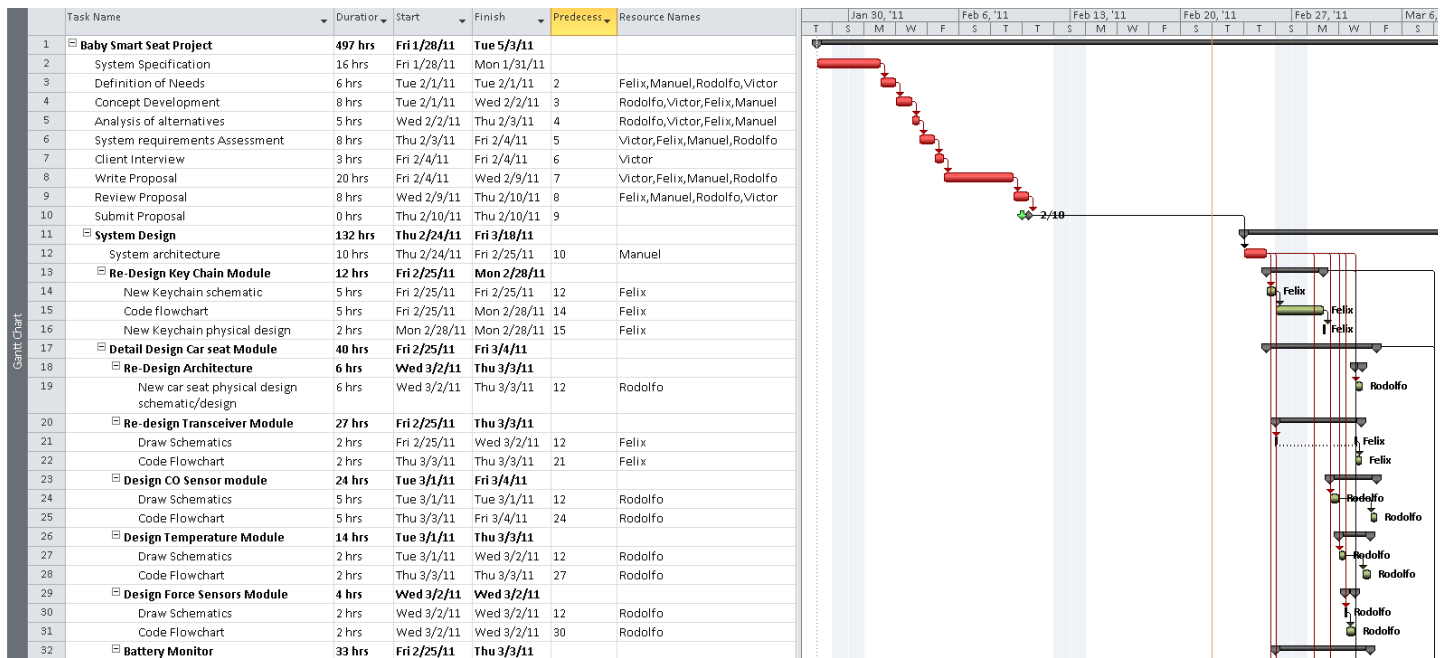 Task Name Duration Start Finish Predecess Resource Names
Jan 30, '11 Feb 6, '11 Feb 13, '11 Feb 20, '11 Feb 27, '11 Mar 6,
T S M W F S T T S M W F S T T S M W F S
Gantt Chart
1 Baby Smart Seat Project 497 hrs Fri 1/28/11 Tue 5/3/11
2 System Specification 16 hrs Fri 1/28/11 Mon 1/31/11
3 Definition of Needs 6 hrs Tue 2/1/11 Tue 2/1/11 2 Felix,Manuel,Rodolfo,Victor
4 Concept Development 8 hrs Tue 2/1/11 Wed 2/2/11 3 Rodolfo,Victor,Felix,Manuel
5 Analysis of alternatives 5 hrs Wed 2/2/11 Thu 2/3/11 4 Rodolfo,Victor,Felix,Manuel
6 System requirements Assessment 8 hrs Thu 2/3/11 Fri 2/4/11 5 Victor,Felix,Manuel,Rodolfo
7 Client Interview 3 hrs Fri 2/4/11 Fri 2/4/11 6 Victor
8 Write Proposal 20 hrs Fri 2/4/11 Wed 2/9/11 7 Victor,Felix,Manuel,Rodolfo
9 Review Proposal 8 hrs Wed 2/9/11 Thu 2/10/11 8 Felix,Manuel,Rodolfo,Victor
10 Submit Proposal 0 hrs Thu 2/10/11 Thu 2/10/11 9 2/10
11 System Design 132 hrs Thu 2/24/11 Fri 3/18/11
12 System architecture 10 hrs Thu 2/24/11 Fri 2/25/11 10 Manuel
13 Re-Design Key Chain Module 12 hrs Fri 2/25/11 Mon 2/28/11
14 New Keychain schematic 5 hrs Fri 2/25/11 Fri 2/25/11 12 Felix Felix
15 Code flowchart 5 hrs Fri 2/25/11 Mon 2/28/11 14 Felix Felix
16 New Keychain physical design 2 hrs Mon 2/28/11 Mon 2/28/11 15 Felix Felix
17 Detail Design Car seat Module 40 hrs Fri 2/25/11 Fri 3/4/11
18 Re-Design Architecture 6 hrs Wed 3/2/11 Thu 3/3/11
19 New car seat physical design 6 hrs Wed 3/2/11 Thu 3/3/11 12 Rodolfo Rodolfo
schematic/design
20 Re-design Transceiver Module 27 hrs Fri 2/25/11 Thu 3/3/11
21 Draw Schematics 2 hrs Fri 2/25/11 Wed 3/2/11 12 Felix Felix
22 Code Flowchart 2 hrs Thu 3/3/11 Thu 3/3/11 21 Felix Felix
23 Design CO Sensor module 24 hrs Tue 3/1/11 Fri 3/4/11
24 Draw Schematics 5 hrs Tue 3/1/11 Tue 3/1/11 12 Rodolfo Rodolfo
25 Code Flowchart 5 hrs Thu 3/3/11 Fri 3/4/11 24 Rodolfo Rodolfo
26 Design Temperature Module 14 hrs Tue 3/1/11 Thu 3/3/11
27 Draw Schematics 2 hrs Tue 3/1/11 Wed 3/2/11 12 Rodolfo Rodolfo
28 Code Flowchart 2 hrs Thu 3/3/11 Thu 3/3/11 27 Rodolfo Rodolfo
29 Design Force Sensors Module 4 hrs Wed 3/2/11 Wed 3/2/11
30 Draw Schematics 2 hrs Wed 3/2/11 Wed 3/2/11 12 Rodolfo Rodolfo
31 Code Flowchart 2 hrs Wed 3/2/11 Wed 3/2/11 30 Rodolfo Rodolfo
32 Battery Monitor 33 hrs Fri 2/25/11 Thu 3/3/11